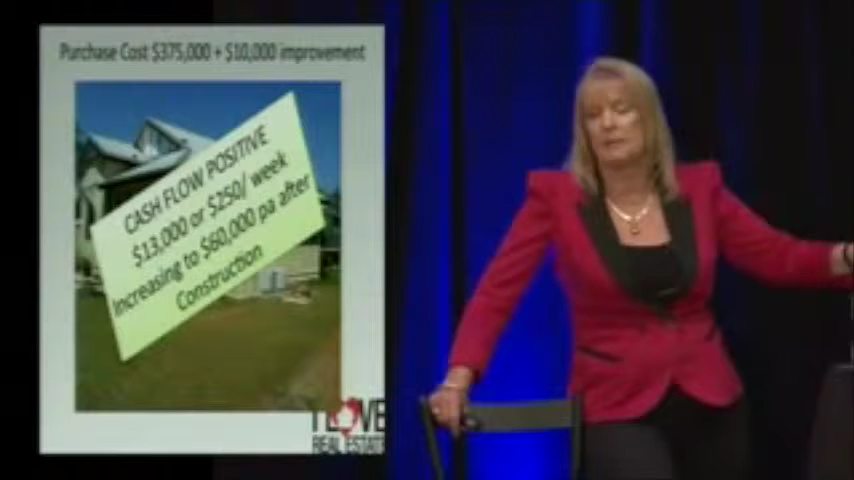 Purchase Cost $375,000 + $10,000 improvement
CASH FLOW POSITIVE
$13,000 or $250/ week
Increasing to $60,000 pa after
Construction
I LOVE
REAL ESTATE